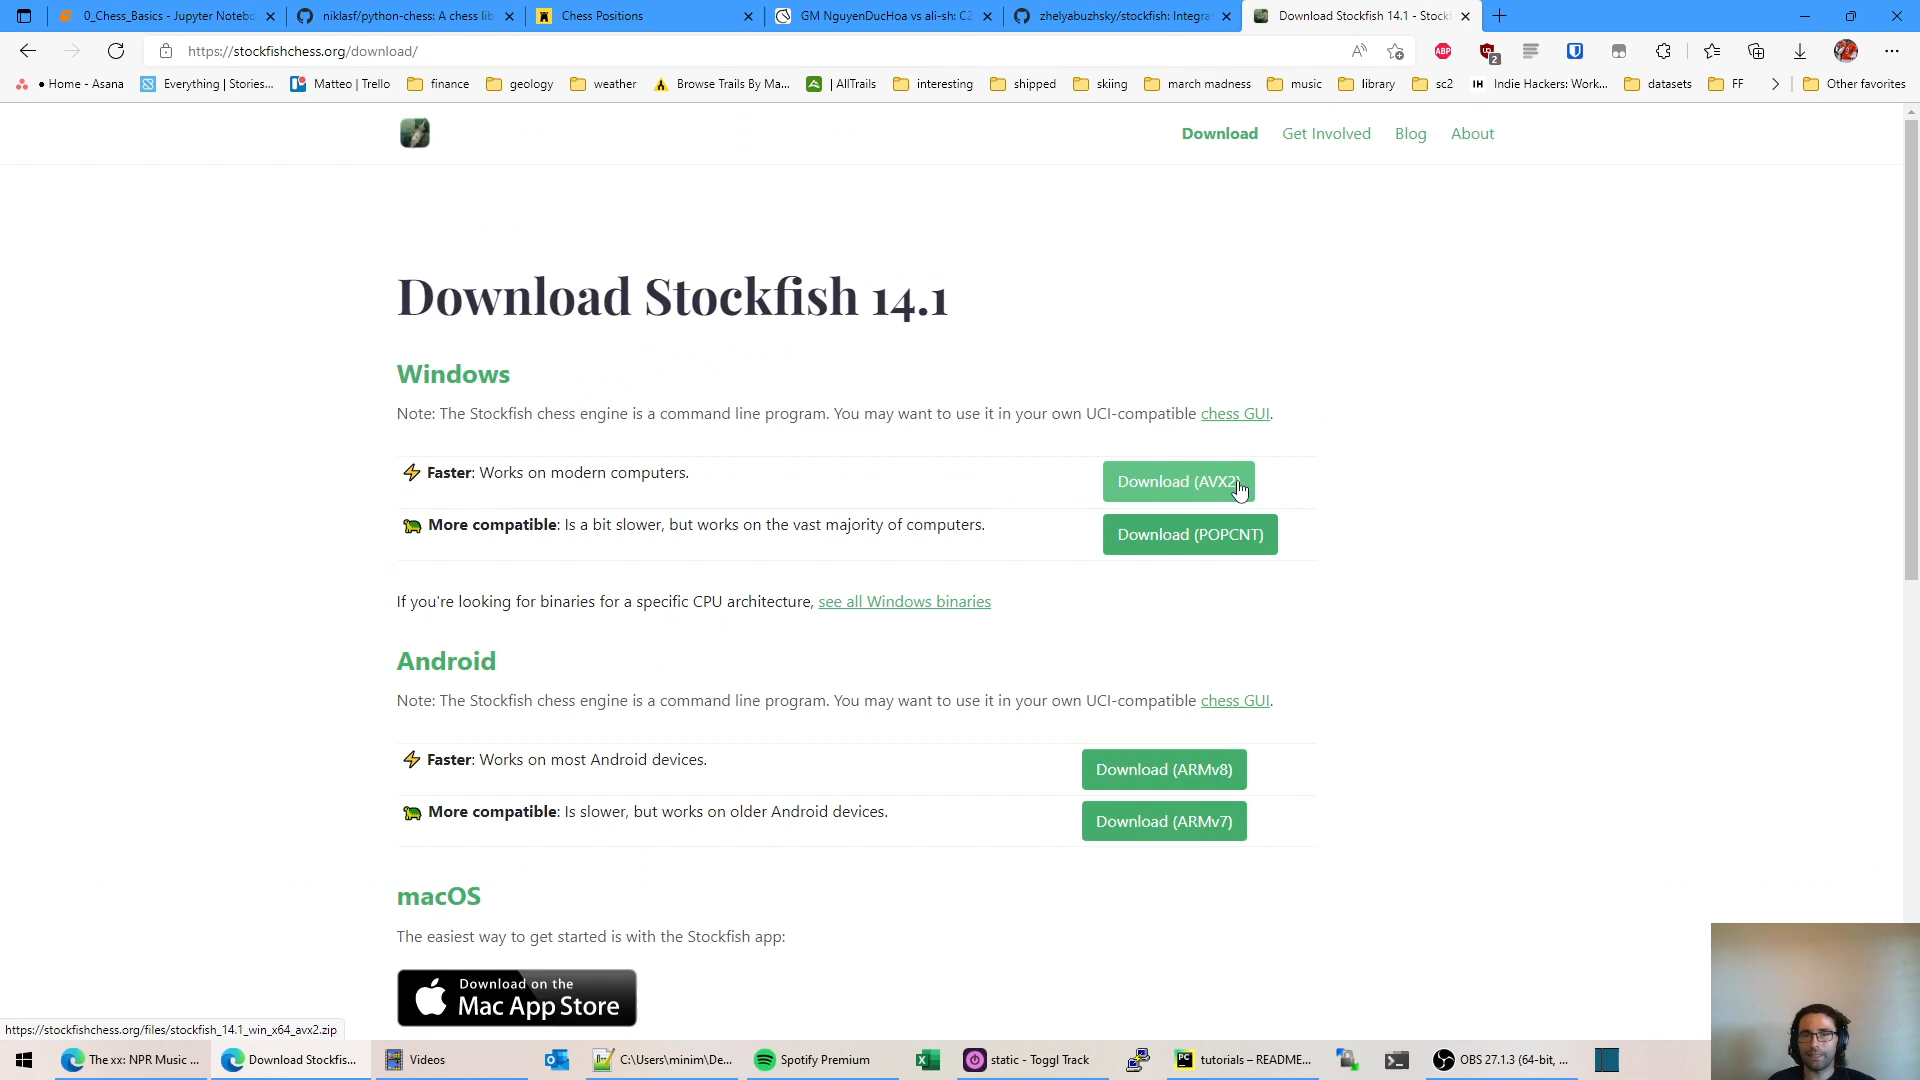 0_Chess_Basics - Jupyter Notebo
niklasf/python-chess: A chess lib
Chess Positions
GM NguyenDucHoa vs ali-sh: C2
zhelyabuzhsky/stockfish: Integra
Download Stockfish 14.1 - Stock
https://stockfishchess.org/download/
ABP
2
• Home - Asana
Everything | Stories...
Matteo | Trello
finance
geology
weather
Browse Trails By Ma...
| AllTrails
interesting
shipped
skiing
march madness
music
library
sc2
IH Indie Hackers: Work...
datasets
FF
Other favorites
Download
Get Involved
Blog
About
Download Stockfish 14.1
Windows
Note: The Stockfish chess engine is a command line program. You may want to use it in your own UCI-compatible chess GUI.
Faster: Works on modern computers.
Download (AVX2)
More compatible: Is a bit slower, but works on the vast majority of computers.
Download (POPCNT)
If you're looking for binaries for a specific CPU architecture, see all Windows binaries
Android
Note: The Stockfish chess engine is a command line program. You may want to use it in your own UCI-compatible chess GUI.
Faster: Works on most Android devices.
Download (ARMv8)
More compatible: Is slower, but works on older Android devices.
Download (ARMv7)
macOS
The easiest way to get started is with the Stockfish app:
Download on the
Mac App Store
https://stockfishchess.org/files/stockfish_14.1_win_x64_avx2.zip
The xx: NPR Music ...
Download Stockfis...
Videos
C:\Users\minim\De...
Spotify Premium
static - Toggl Track
PC
tutorials – README...
OBS 27.1.3 (64-bit, ...